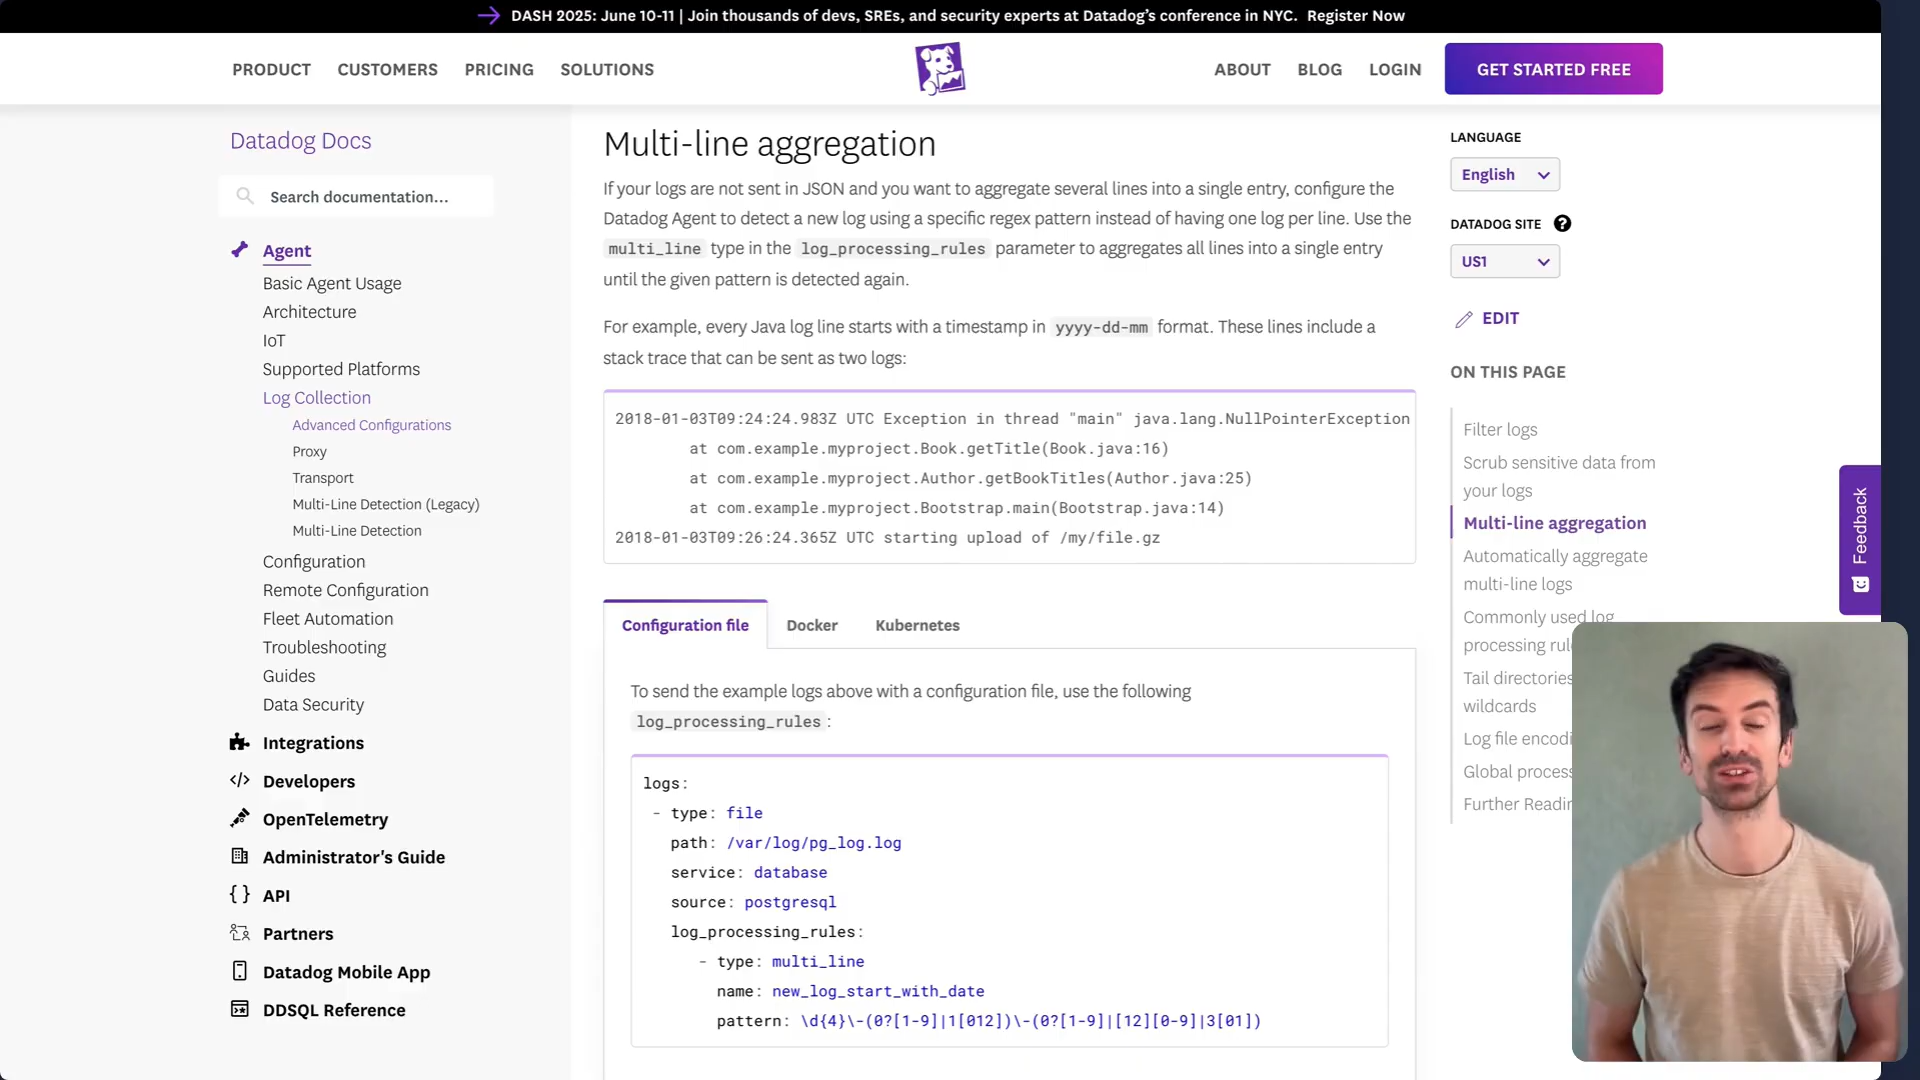 DASH 2025: June 10-11 | Join thousands of devs, SREs, and security experts at Datadog's conference in NYC. Register Now
PRODUCT CUSTOMERS PRICING SOLUTIONS
ABOUT BLOG LOGIN GET STARTED FREE
Datadog Docs
Search documentation...
Agent
Basic Agent Usage
Architecture
IoT
Supported Platforms
Log Collection
Advanced Configurations
Proxy
Transport
Multi-Line Detection (Legacy)
Multi-Line Detection
Configuration
Remote Configuration
Fleet Automation
Troubleshooting
Guides
Data Security
Integrations
Developers
OpenTelemetry
Administrator's Guide
API
Partners
Datadog Mobile App
DDSQL Reference
Multi-line aggregation
If your logs are not sent in JSON and you want to aggregate several lines into a single entry, configure the
Datadog Agent to detect a new log using a specific regex pattern instead of having one log per line. Use the
multi_line type in the log_processing_rules parameter to aggregates all lines into a single entry
until the given pattern is detected again.
For example, every Java log line starts with a timestamp in yyyy-dd-mm format. These lines include a
stack trace that can be sent as two logs:
2018-01-03T09:24:24.983Z UTC Exception in thread "main" java.lang.NullPointerException
at com.example.myproject.Book.getTitle(Book.java:16)
at com.example.myproject.Author.getBookTitles(Author.java:25)
at com.example.myproject.Bootstrap.main(Bootstrap.java:14)
2018-01-03T09:26:24.365Z UTC starting upload of /my/file.gz
Configuration file Docker Kubernetes
To send the example logs above with a configuration file, use the following
log_processing_rules:
logs:
- type: file
path: /var/log/pg_log.log
service: database
source: postgresql
log_processing_rules:
- type: multi_line
name: new_log_start_with_date
pattern: \d{4}\-(0?[1-9]|1[012])\-(0?[1-9]|[12][0-9]|3[01])
LANGUAGE
English
DATADOG SITE
US1
EDIT
ON THIS PAGE
Filter logs
Scrub sensitive data from
your logs
Multi-line aggregation
Automatically aggregate
multi-line logs
Commonly used log
processing rul
Tail directories
wildcards
Log file encodi
Global process
Further Readin
Feedback